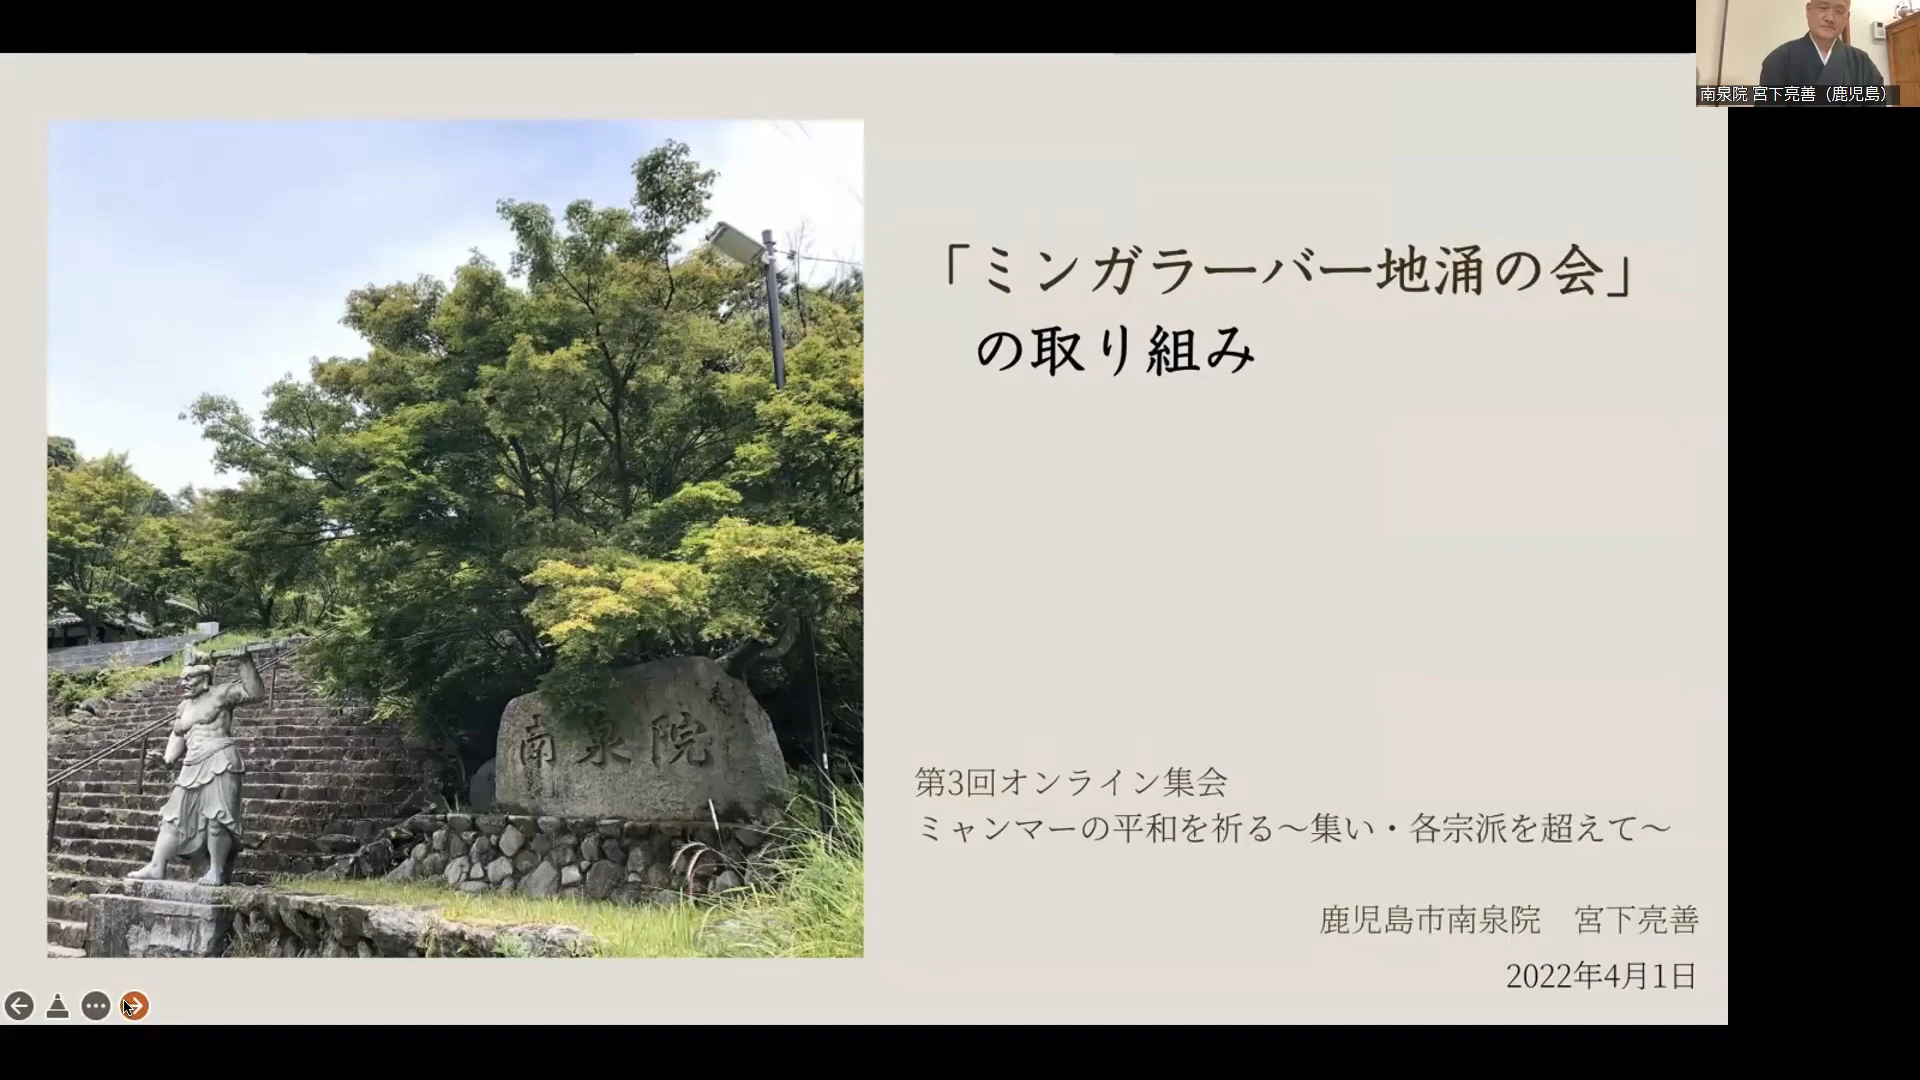 南泉院 宮下亮善（鹿児島）
「ミンガラーバー地涌の会」
の取り組み
南泉院
第3回オンライン集会
ミャンマーの平和を祈る～集い・各宗派を超えて～
鹿児島市南泉院　宮下亮善
2022年4月1日